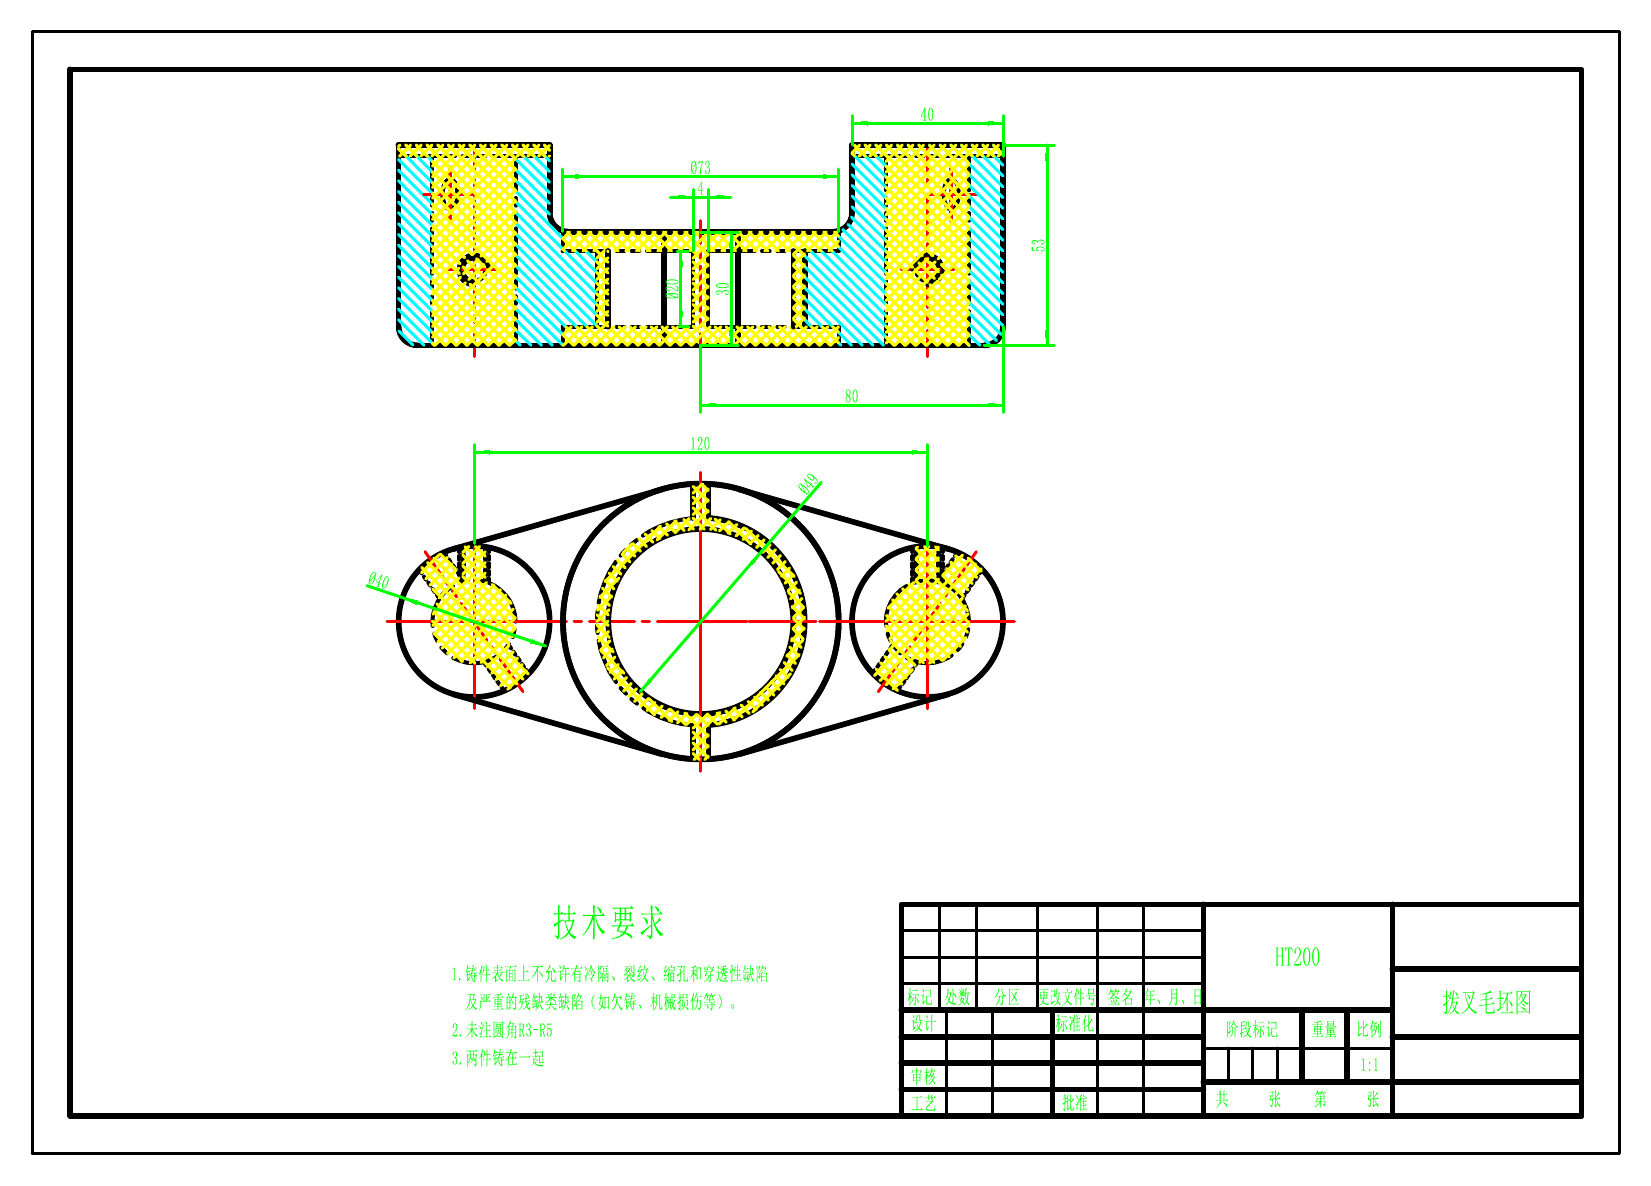 40
Ø73
4
53
Ø20
30
80
120
Ø49
Ø40
技术要求
1.铸件表面上不允许有冷隔、裂纹、缩孔和穿透性缺陷
及严重的残缺类缺陷（如欠铸、机械损伤等）。
2.未注圆角R3-R5
3.两件铸在一起
HT200
标记 处数 分区 更改文件号 签名 年、月、日
拨叉毛坯图
设计 标准化
阶段标记 重量 比例
1:1
审核
工艺 批准
共 张 第 张